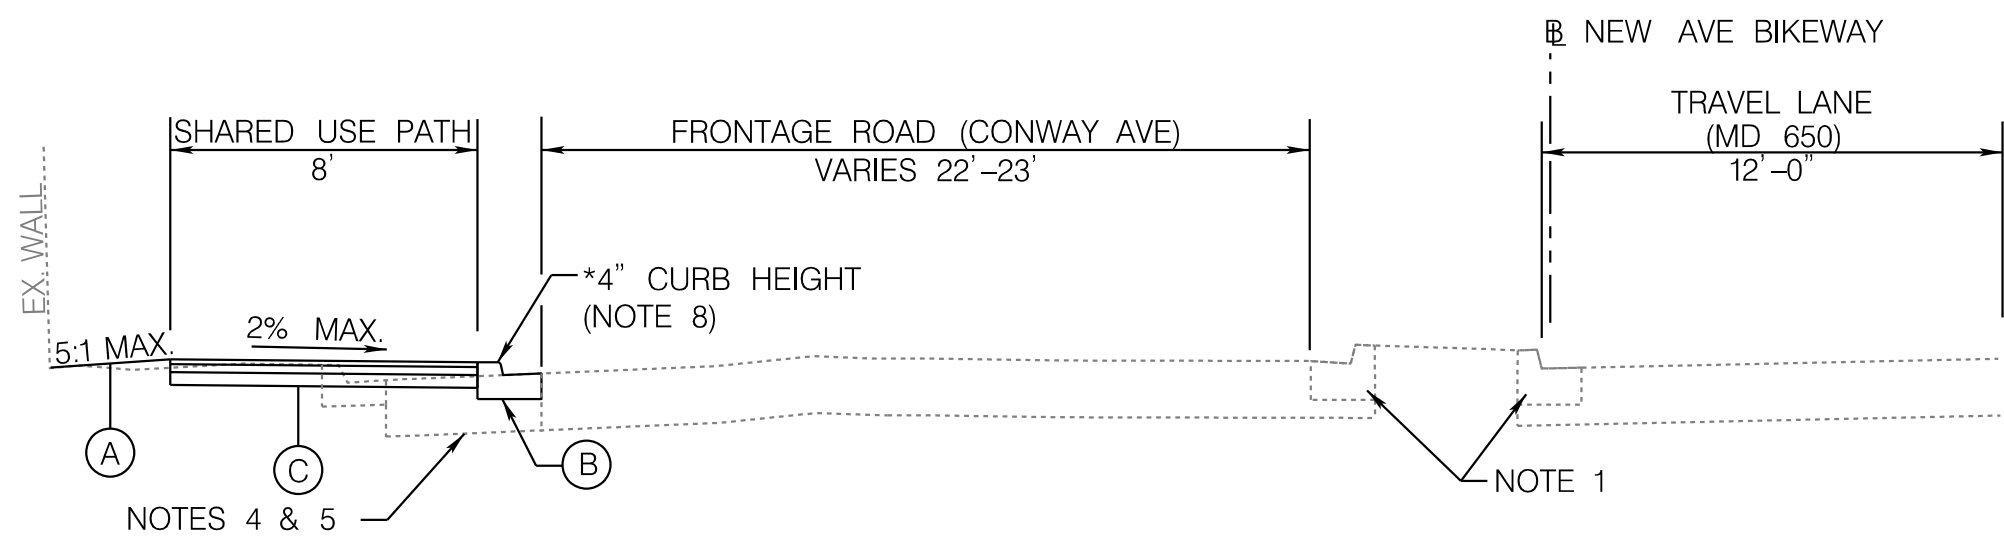 ℄ NEW AVE BIKEWAY
TRAVEL LANE
(MD 650)
12'-0"
SHARED USE PATH
8'
FRONTAGE ROAD (CONWAY AVE)
VARIES 22'-23'
EX. WALL
*4" CURB HEIGHT
(NOTE 8)
2% MAX.
5:1 MAX.
A
C
B
NOTES 4 & 5
NOTE 1